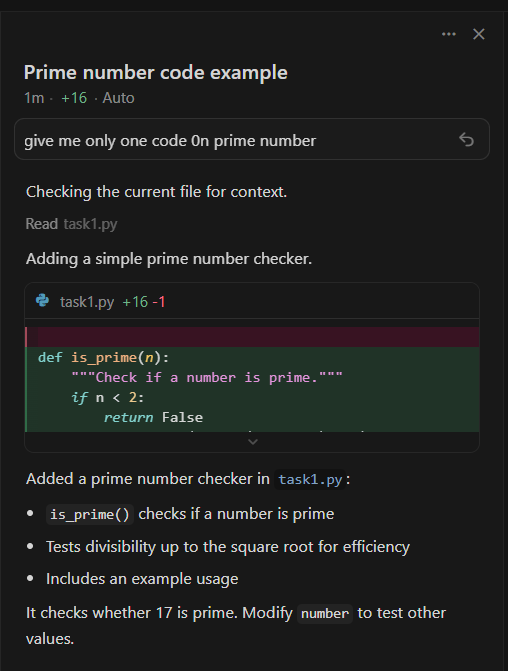 Prime number code example
1m · +16 · Auto
give me only one code 0n prime number
Checking the current file for context.
Read task1.py
Adding a simple prime number checker.
task1.py +16 -1
def is_prime(n):
"""Check if a number is prime."""
if n < 2:
return False
Added a prime number checker in task1.py:
• is_prime() checks if a number is prime
• Tests divisibility up to the square root for efficiency
• Includes an example usage
It checks whether 17 is prime. Modify number to test other
values.